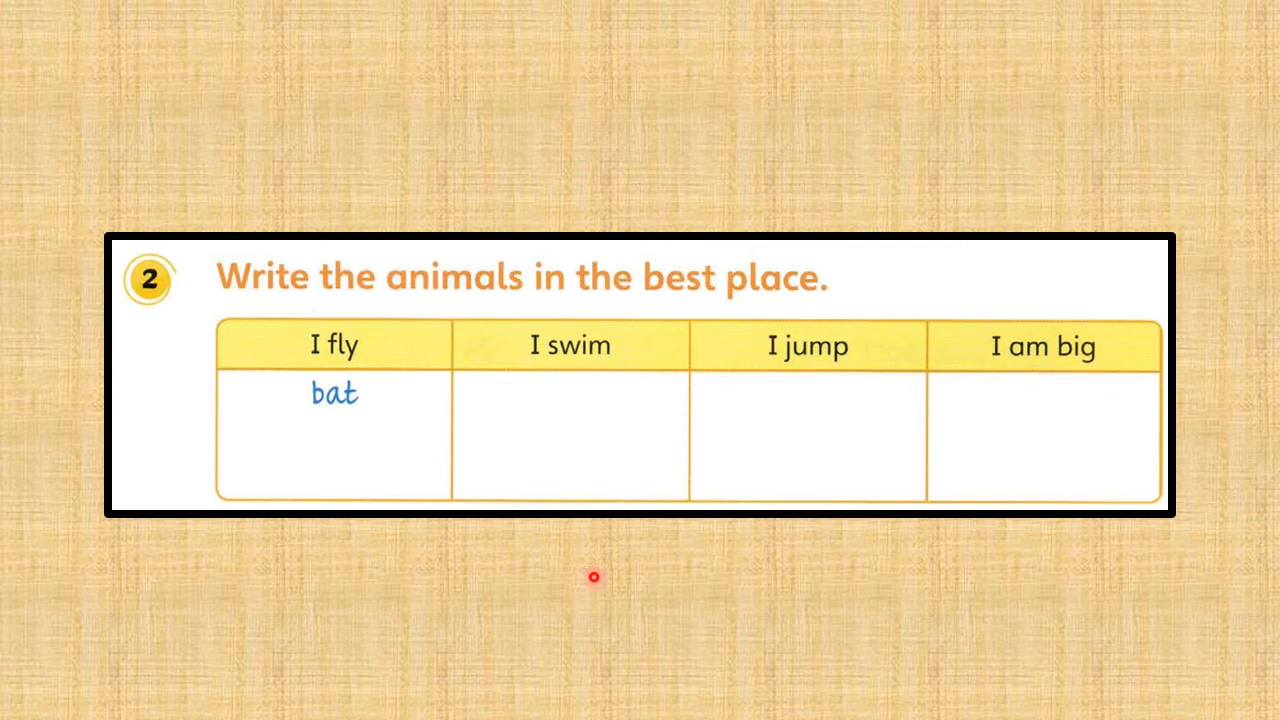 2 Write the animals in the best place.
I fly I swim I jump I am big
bat